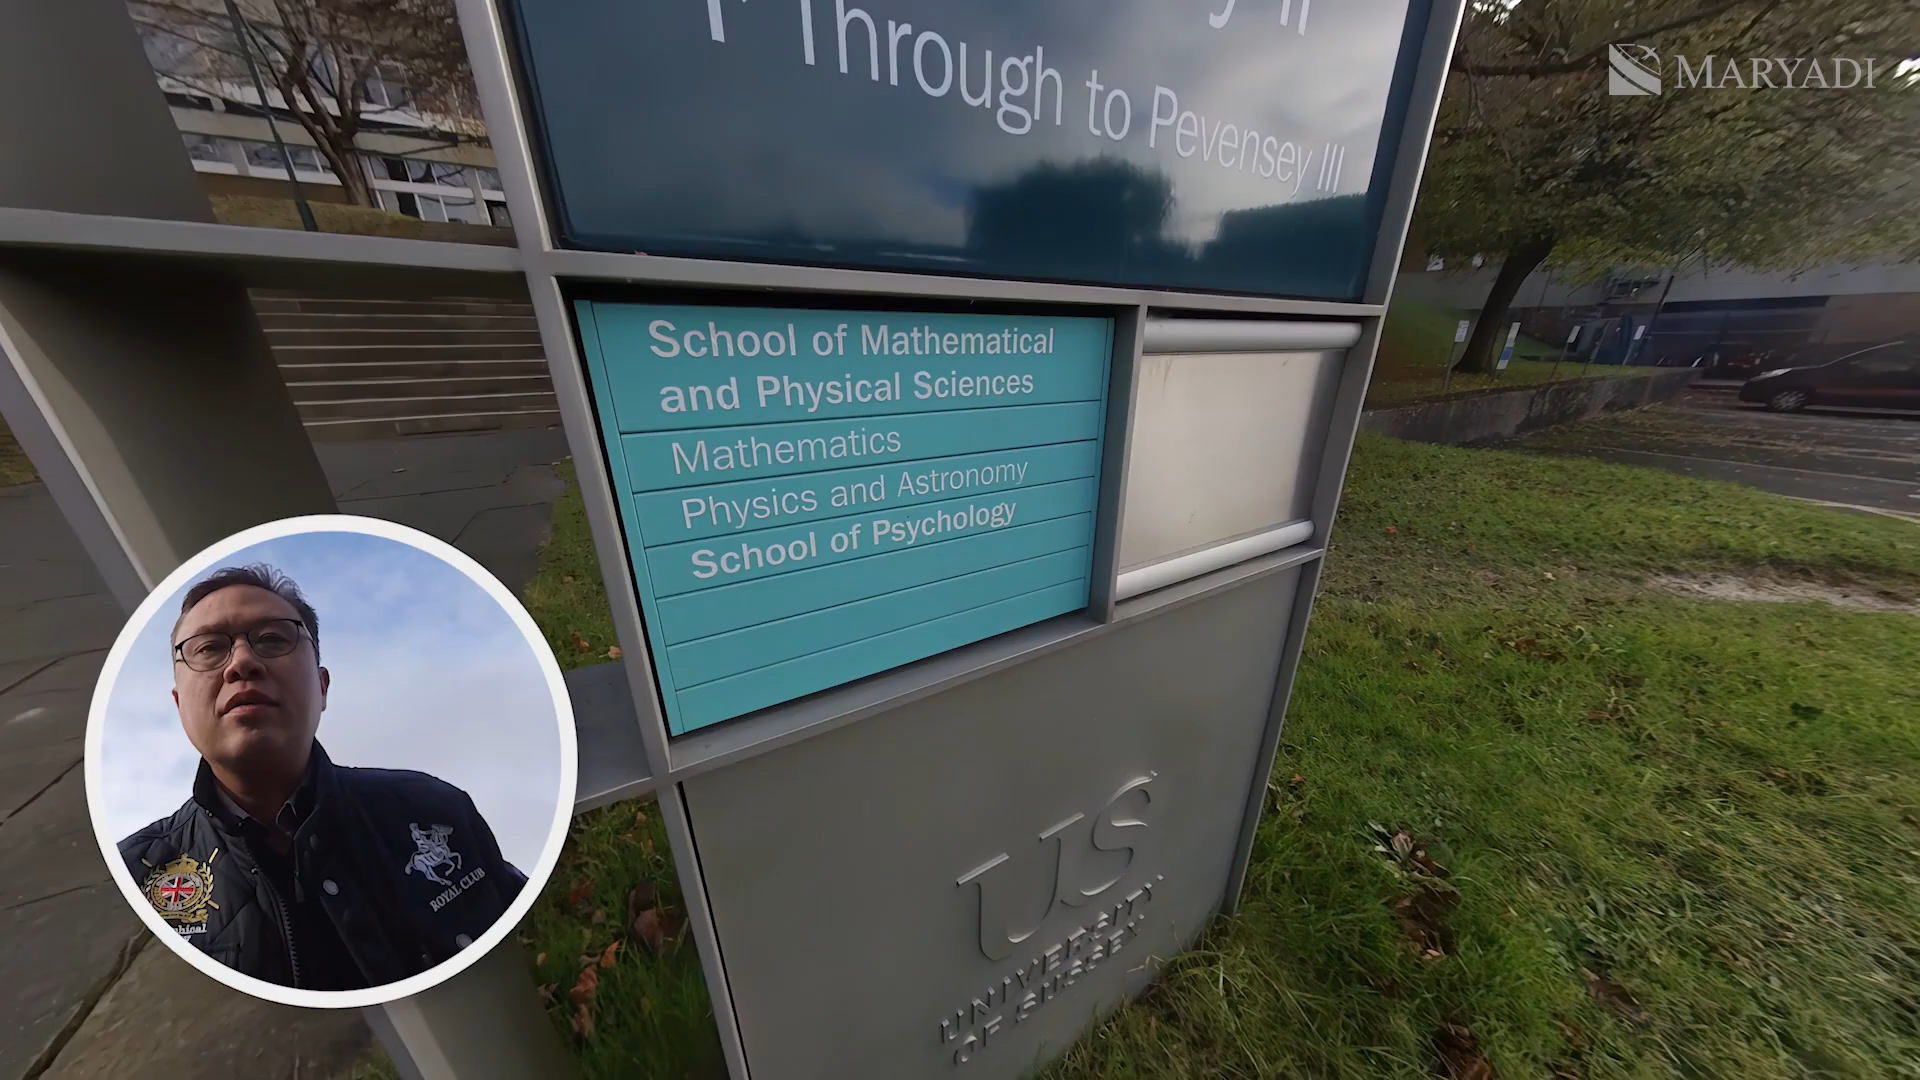 MARYADI
Through to Pevensey III
School of Mathematical
and Physical Sciences
Mathematics
Physics and Astronomy
School of Psychology
ROYAL CLUB
US
UNIVERSITY
OF SUSSEX